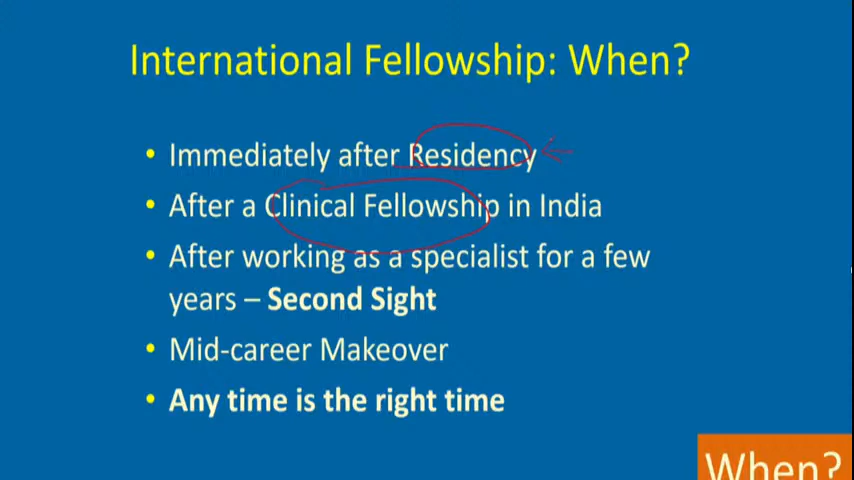 International Fellowship: When?
• Immediately after Residency
• After a Clinical Fellowship in India
• After working as a specialist for a few
years – Second Sight
• Mid-career Makeover
• Any time is the right time
When?